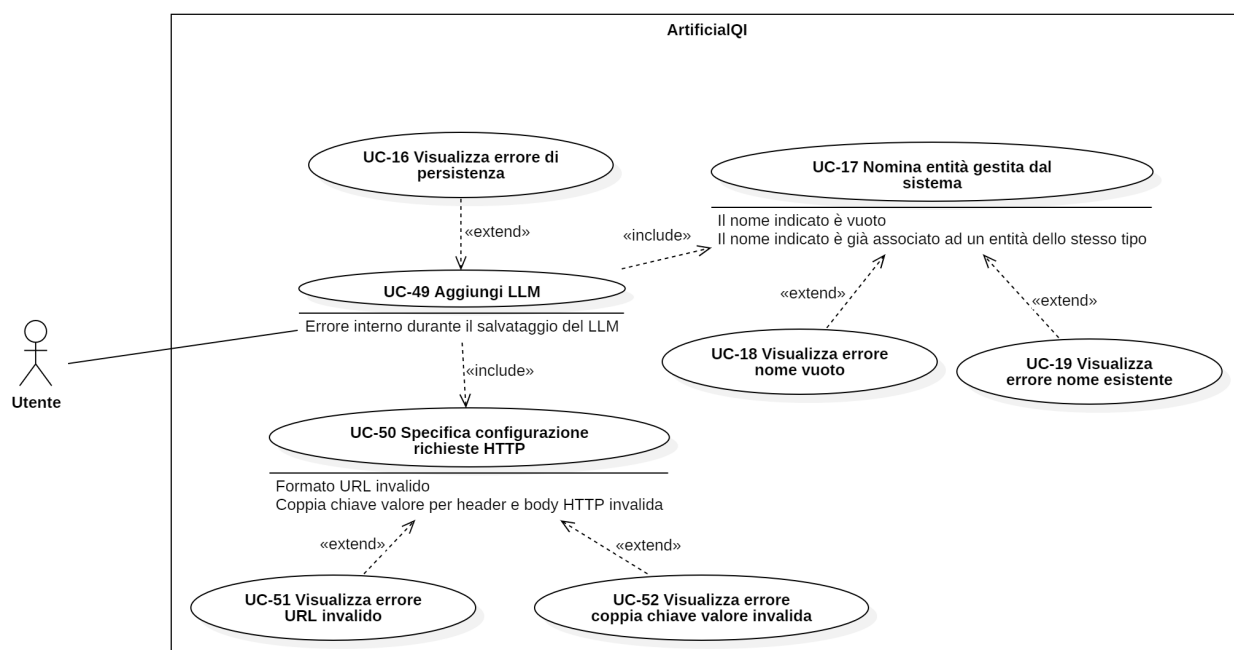 ArtificialQI
UC-16 Visualizza errore di
persistenza
UC-17 Nomina entità gestita dal
sistema
Il nome indicato è vuoto
Il nome indicato è già associato ad un entità dello stesso tipo
«extend»
«include»
UC-49 Aggiungi LLM
Errore interno durante il salvataggio del LLM
«extend»
«extend»
UC-18 Visualizza errore
nome vuoto
UC-19 Visualizza
errore nome esistente
Utente
«include»
UC-50 Specifica configurazione
richieste HTTP
Formato URL invalido
Coppia chiave valore per header e body HTTP invalida
«extend»
«extend»
UC-51 Visualizza errore
URL invalido
UC-52 Visualizza errore
coppia chiave valore invalida